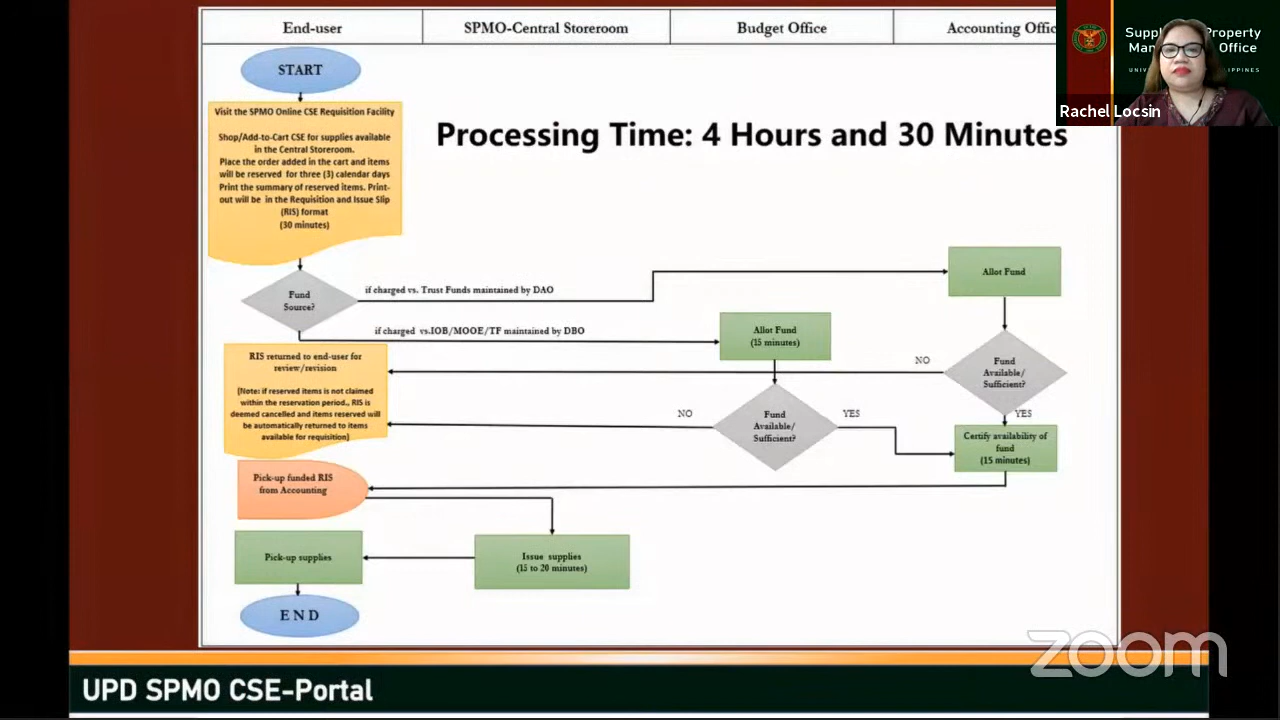 End-user
SPMO-Central Storeroom
Budget Office
Accounting Offic
Supply
Property
Man
Office
UNIV
IPPINES
Rachel Locsin
START
Visit the SPMO Online CSE Requisition Facility
Shop/Add-to-Cart CSE for supplies available
in the Central Storeroom.
Place the order added in the cart and items
will be reserved for three (3) calendar days
Print the summary of reserved items. Print-
out will be in the Requisition and Issue Slip
(RIS) format
(30 minutes)
Processing Time: 4 Hours and 30 Minutes
Fund
Source?
if charged vs. Trust Funds maintained by DAO
Allot Fund
if charged vs.IOB/MOOE/TF maintained by DBO
Allot Fund
(15 minutes)
RIS returned to end-user for
review/revision
[Note: if reserved items is not claimed
within the reservation period., RIS is
deemed cancelled and items reserved will
be automatically returned to items
available for requisition]
NO
Fund
Available/
Sufficient?
NO
Fund
Available/
Sufficient?
YES
YES
Certify availability of
fund
(15 minutes)
Pick-up funded RIS
from Accounting
Pick-up supplies
Issue supplies
(15 to 20 minutes)
END
zoom
UPD SPMO CSE-Portal